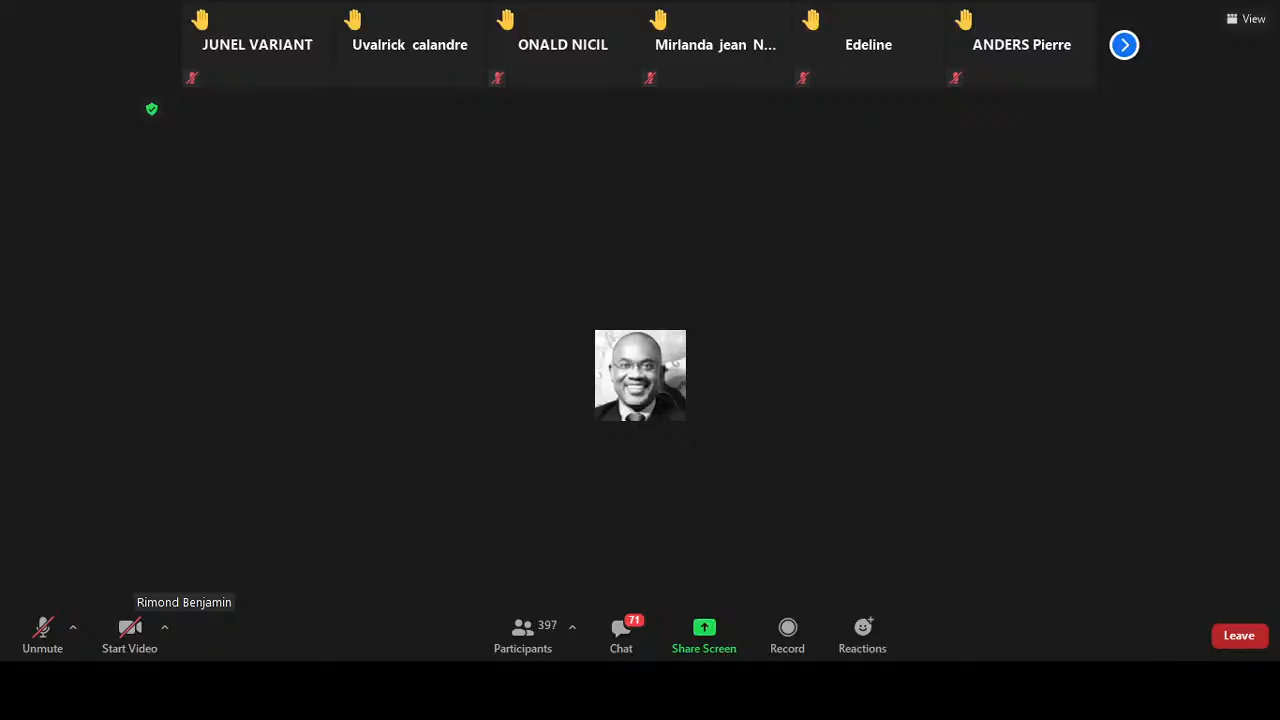 View
JUNEL VARIANT
Uvalrick calandre
ONALD NICIL
Mirlanda jean N...
Edeline
ANDERS Pierre
Rimond Benjamin
397
71
Unmute
Start Video
Participants
Chat
Share Screen
Record
Reactions
Leave